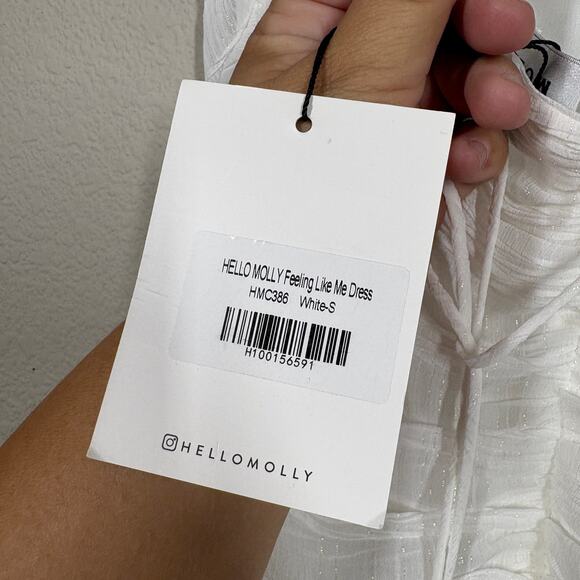 HELLO MOLLY Feeling Like Me Dress
HMC386 White-S
H100156591
HELLOMOLLY